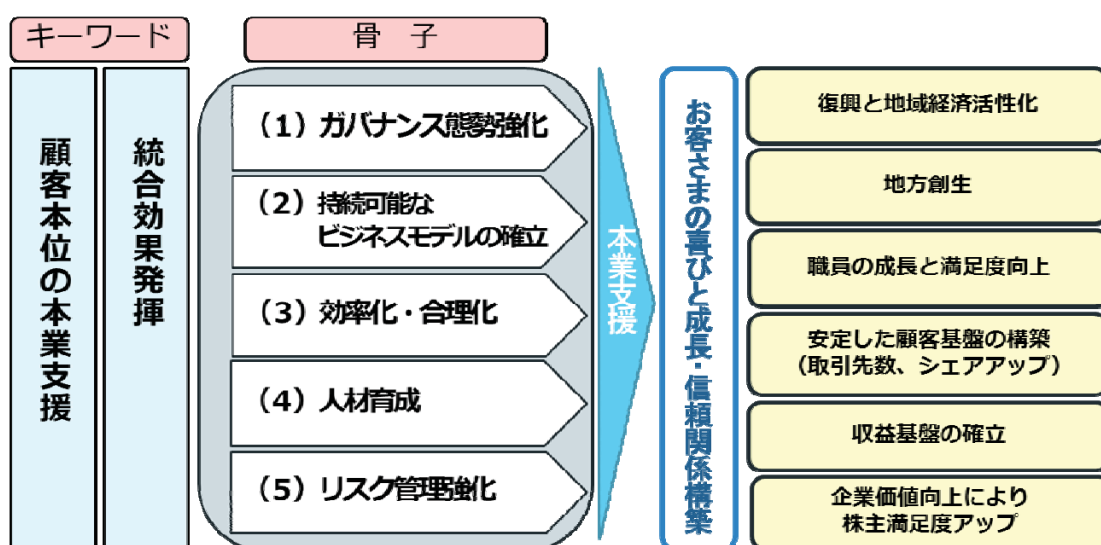 キーワード
骨 子
顧客本位の本業支援
統合効果発揮
（1）ガバナンス態勢強化
（2）持続可能な
ビジネスモデルの確立
（3）効率化・合理化
（4）人材育成
（5）リスク管理強化
本業支援
お客さまの喜びと成長・信頼関係構築
復興と地域経済活性化
地方創生
職員の成長と満足度向上
安定した顧客基盤の構築
（取引先数、シェアアップ）
収益基盤の確立
企業価値向上により
株主満足度アップ